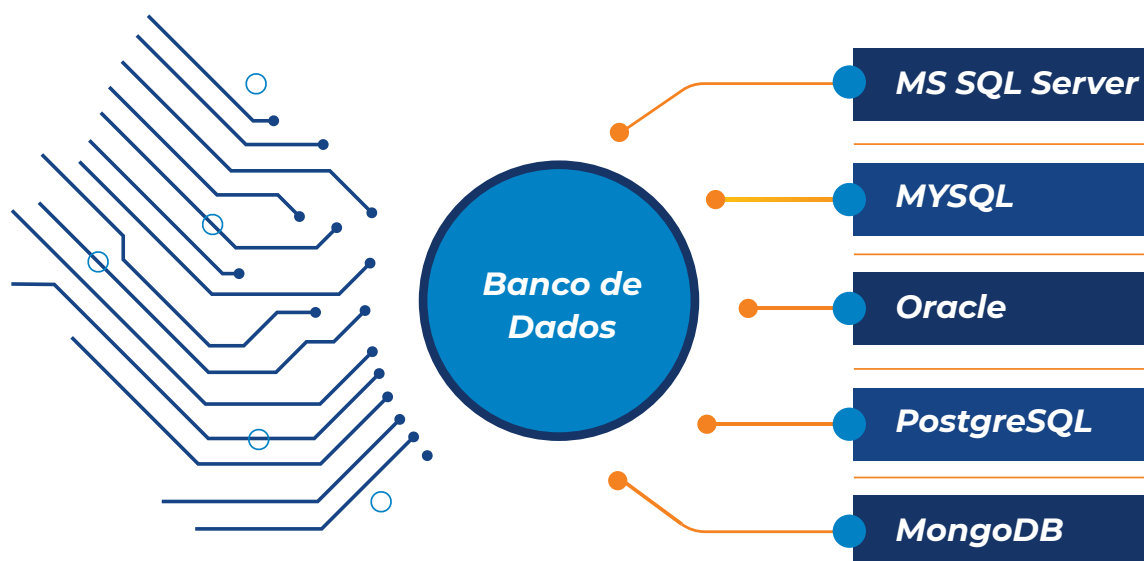 Banco de
Dados
MS SQL Server
MYSQL
Oracle
PostgreSQL
MongoDB